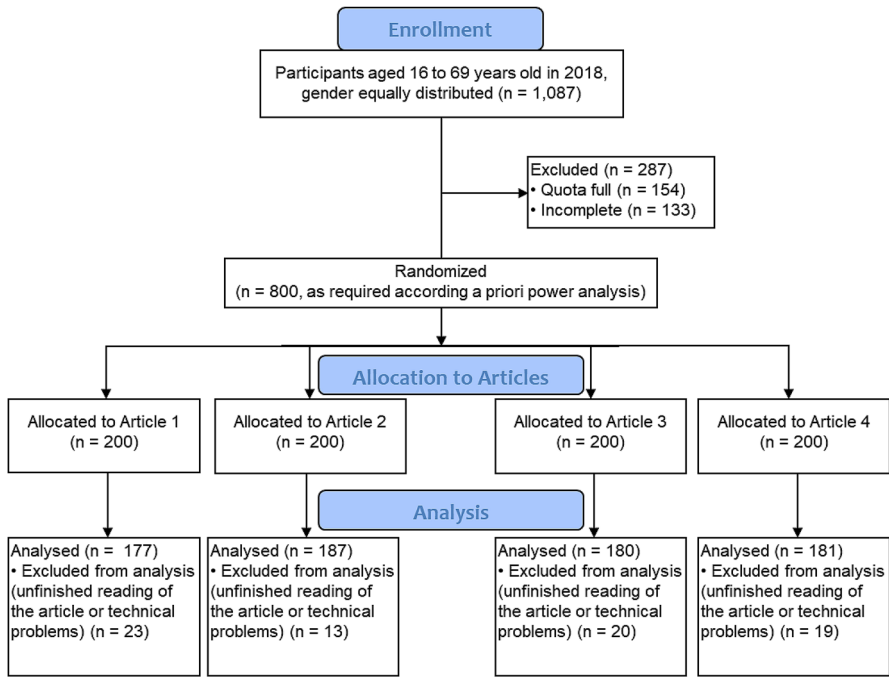 Enrollment
Participants aged 16 to 69 years old in 2018,
gender equally distributed (n = 1,087)
Excluded (n = 287)
• Quota full (n = 154)
• Incomplete (n = 133)
Randomized
(n = 800, as required according a priori power analysis)
Allocation to Articles
Allocated to Article 1
(n = 200)
Allocated to Article 2
(n = 200)
Allocated to Article 3
(n = 200)
Allocated to Article 4
(n = 200)
Analysis
Analysed (n = 177)
• Excluded from analysis
(unfinished reading of
the article or technical
problems) (n = 23)
Analysed (n = 187)
• Excluded from analysis
(unfinished reading of
the article or technical
problems) (n = 13)
Analysed (n = 180)
• Excluded from analysis
(unfinished reading of
the article or technical
problems) (n = 20)
Analysed (n = 181)
• Excluded from analysis
(unfinished reading of
the article or technical
problems) (n = 19)